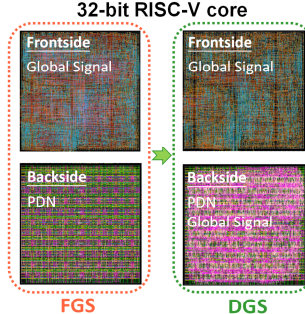 32-bit RISC-V core
Frontside
Global Signal
Backside
PDN
FGS
Frontside
Global Signal
Backside
PDN
Global Signal
DGS